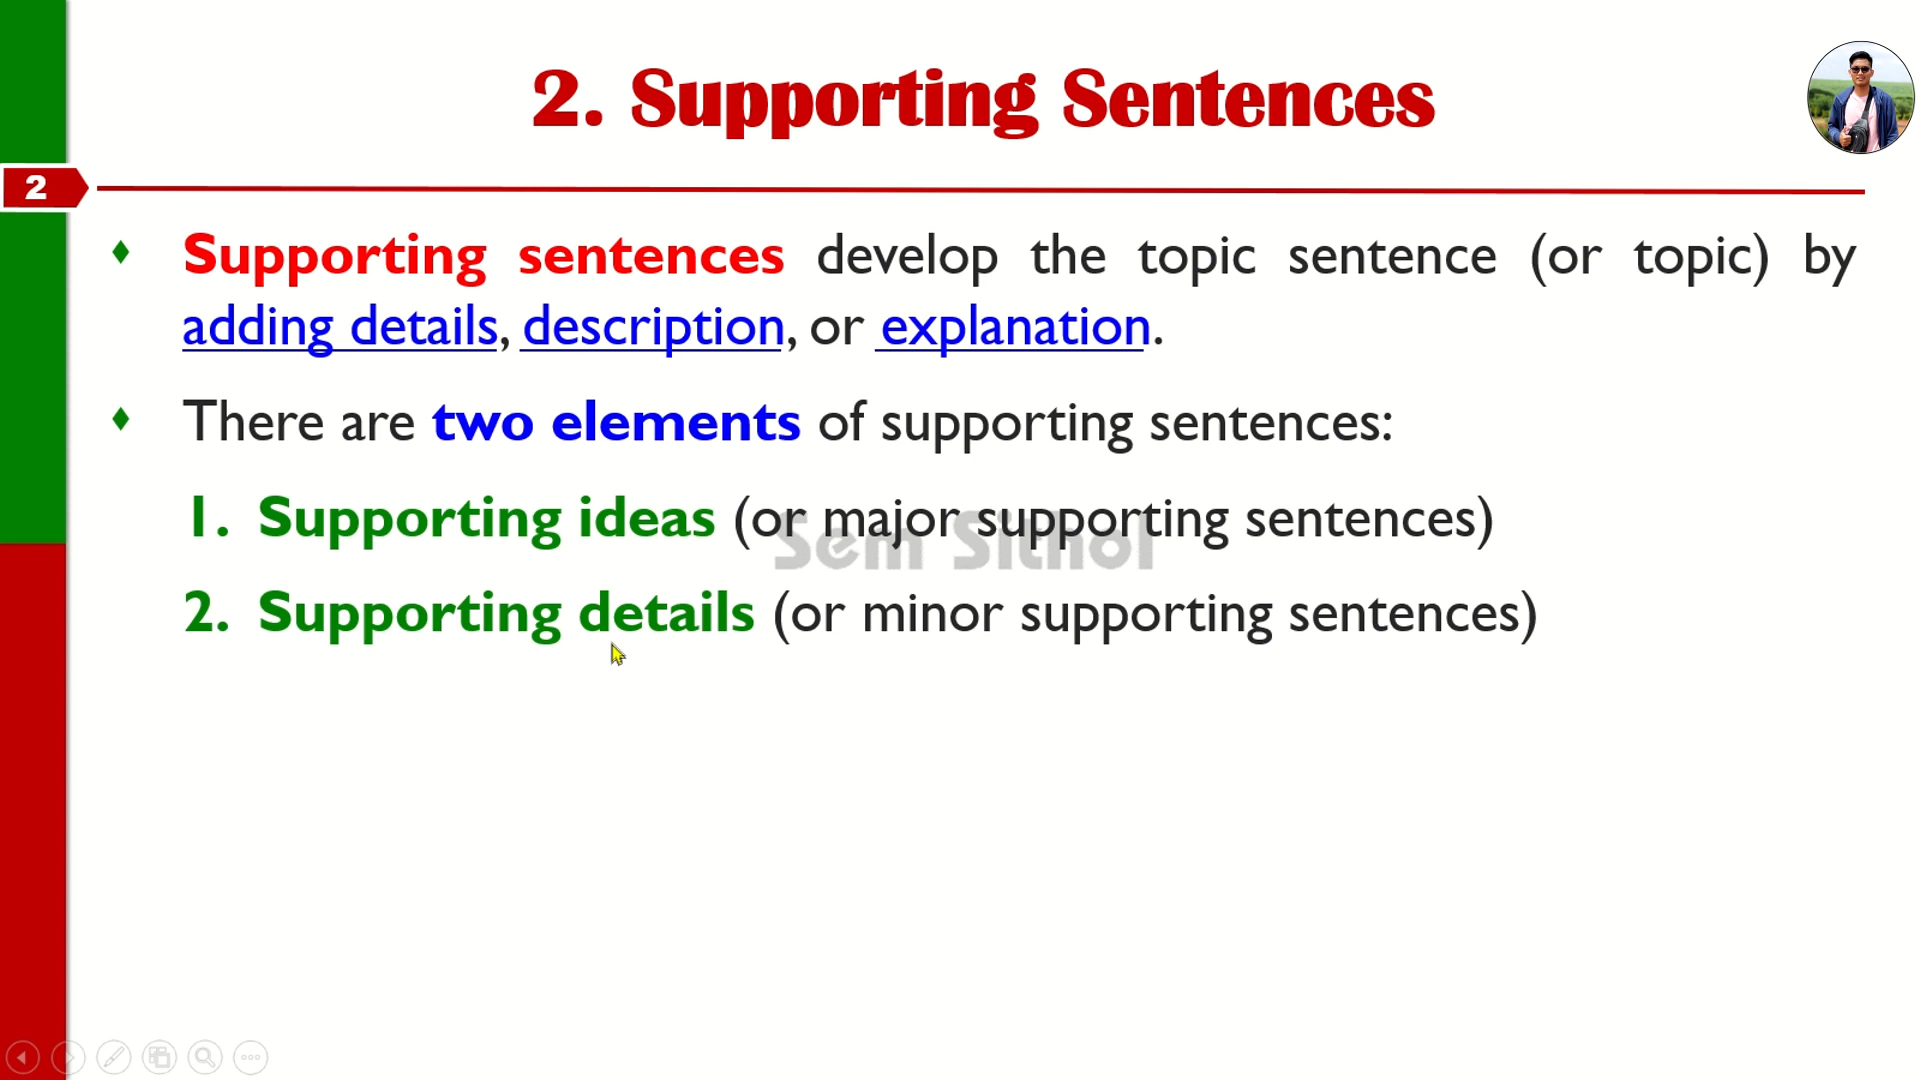 2. Supporting Sentences
2
♦ Supporting sentences develop the topic sentence (or topic) by
adding details, description, or explanation.
♦ There are two elements of supporting sentences:
1. Supporting ideas (or major supporting sentences)
Sem Sithol
2. Supporting details (or minor supporting sentences)